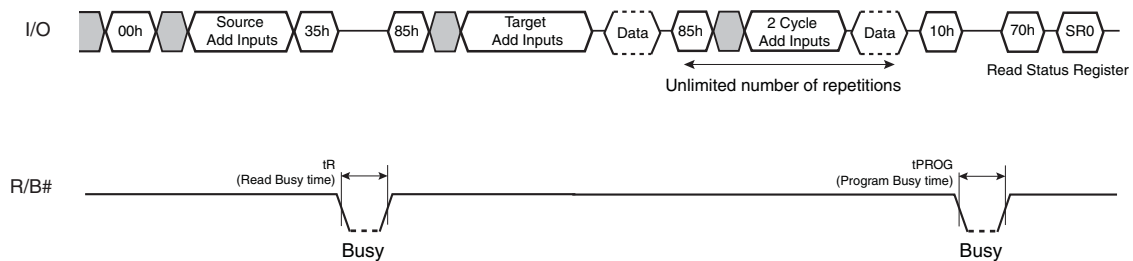 I/O
00h
Source
Add Inputs
35h
85h
Target
Add Inputs
Data
85h
2 Cycle
Add Inputs
Data
10h
70h
SR0
Unlimited number of repetitions
Read Status Register
R/B#
tR
(Read Busy time)
Busy
tPROG
(Program Busy time)
Busy